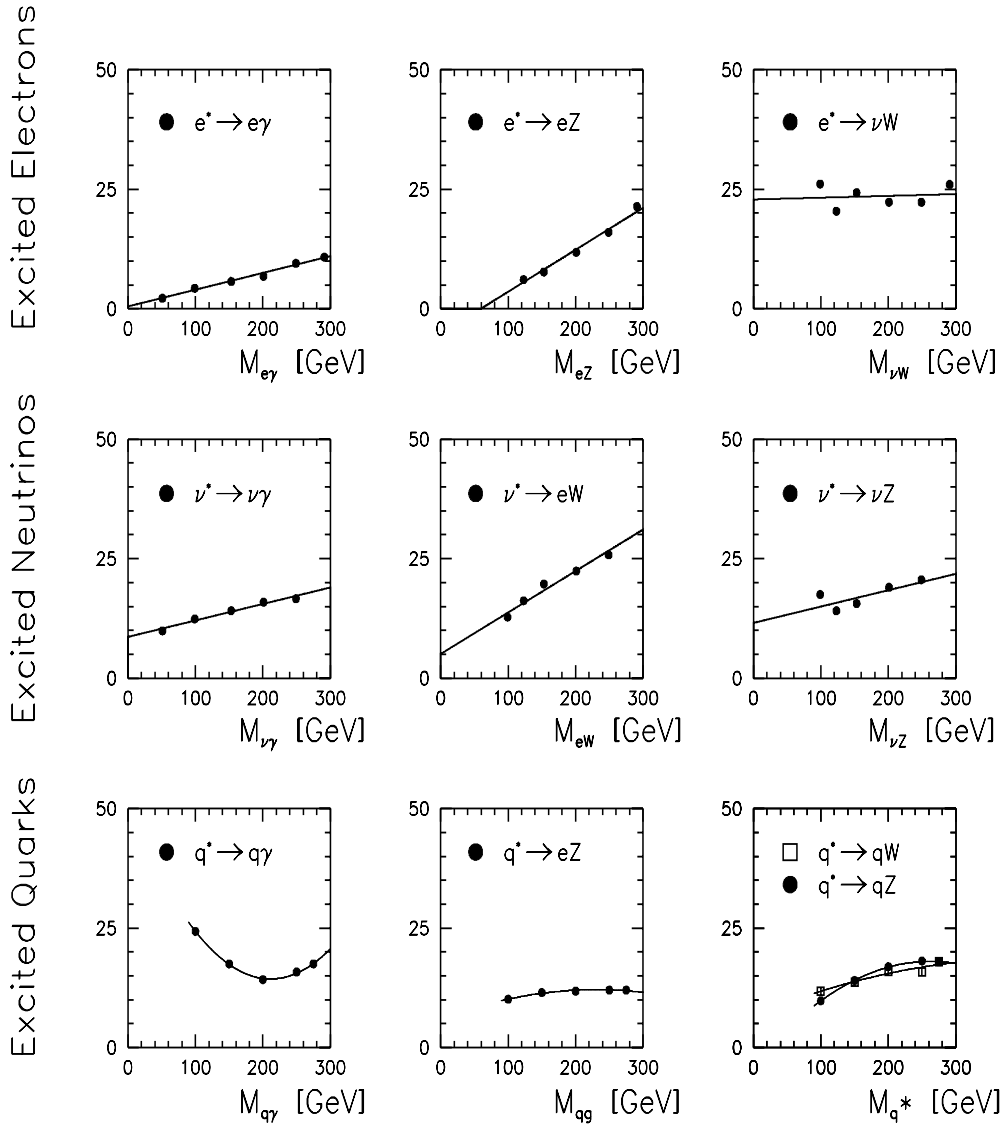 Excited Electrons
50
25
0
e* → eγ
0 100 200 300
M_eγ [GeV]
50
25
0
e* → eZ
0 100 200 300
M_eZ [GeV]
50
25
0
e* → νW
0 100 200 300
M_νW [GeV]
Excited Neutrinos
50
25
0
ν* → νγ
0 100 200 300
M_νγ [GeV]
50
25
0
ν* → eW
0 100 200 300
M_eW [GeV]
50
25
0
ν* → νZ
0 100 200 300
M_νZ [GeV]
Excited Quarks
50
25
0
q* → qγ
0 100 200 300
M_qγ [GeV]
50
25
0
q* → eZ
0 100 200 300
M_qg [GeV]
50
25
0
q* → qW
q* → qZ
0 100 200 300
M_q* [GeV]